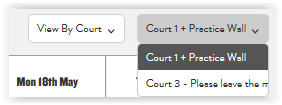 View By Court
Court 1 + Practice Wall
Court 1 + Practice Wall
Mon 18th May
Court 3 - Please leave the